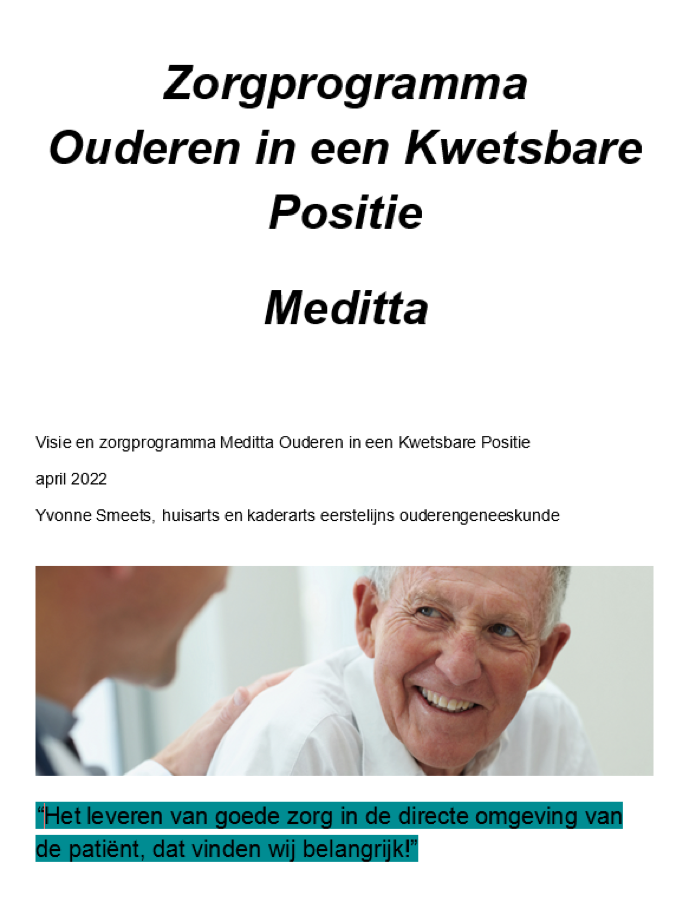 Zorgprogramma
Ouderen in een Kwetsbare
Positie
Meditta
Visie en zorgprogramma Meditta Ouderen in een Kwetsbare Positie
april 2022
Yvonne Smeets, huisarts en kaderarts eerstelijns ouderengeneeskunde
“Het leveren van goede zorg in de directe omgeving van
de patiënt, dat vinden wij belangrijk!”